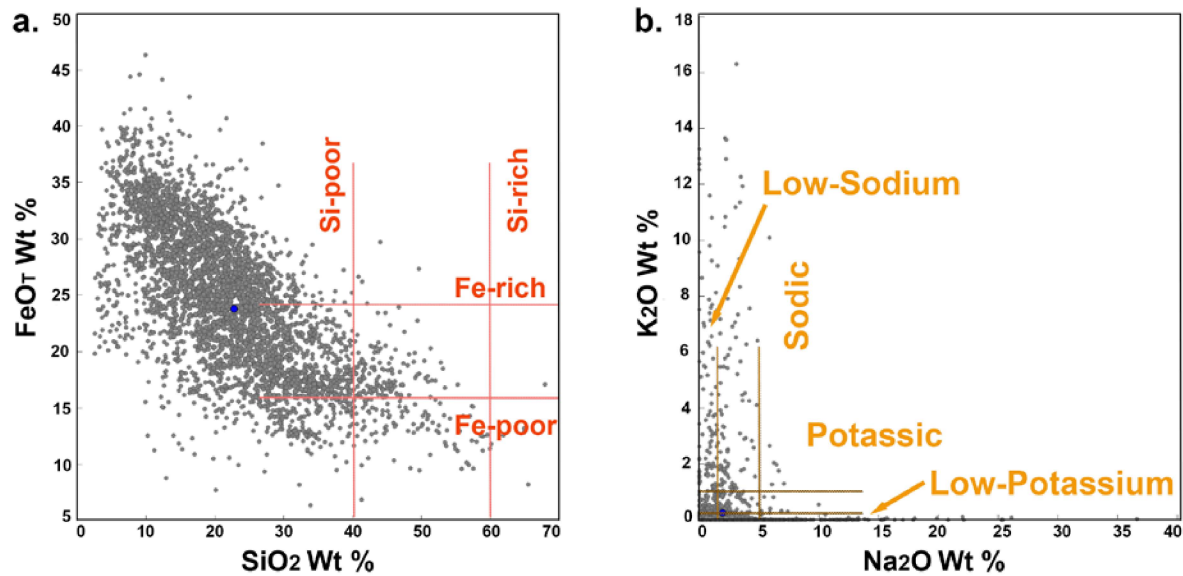 a.
50
45
40
35
30
25
20
15
10
5
FeOT Wt %
Si-poor
Si-rich
Fe-rich
Fe-poor
0 10 20 30 40 50 60 70
SiO2 Wt %
b.
18
16
14
12
10
8
6
4
2
0
K2O Wt %
Low-Sodium
Sodic
Potassic
Low-Potassium
0 5 10 15 20 25 30 35 40
Na2O Wt %